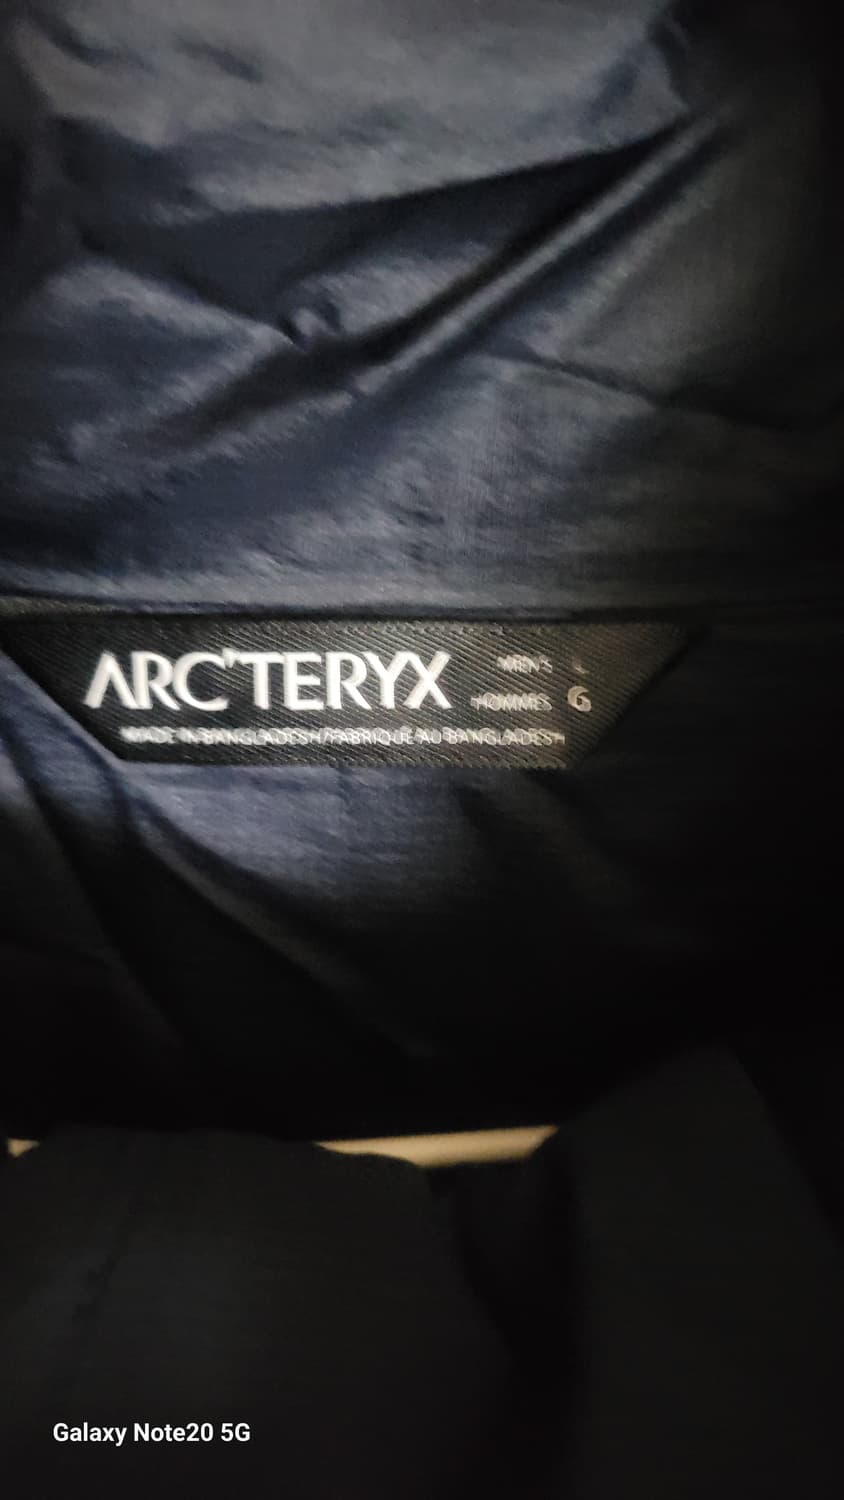 ARC'TERYX
MEN'S L
HOMMES G
MADE IN BANGLADESH/FABRIQUÉ AU BANGLADESH
Galaxy Note20 5G